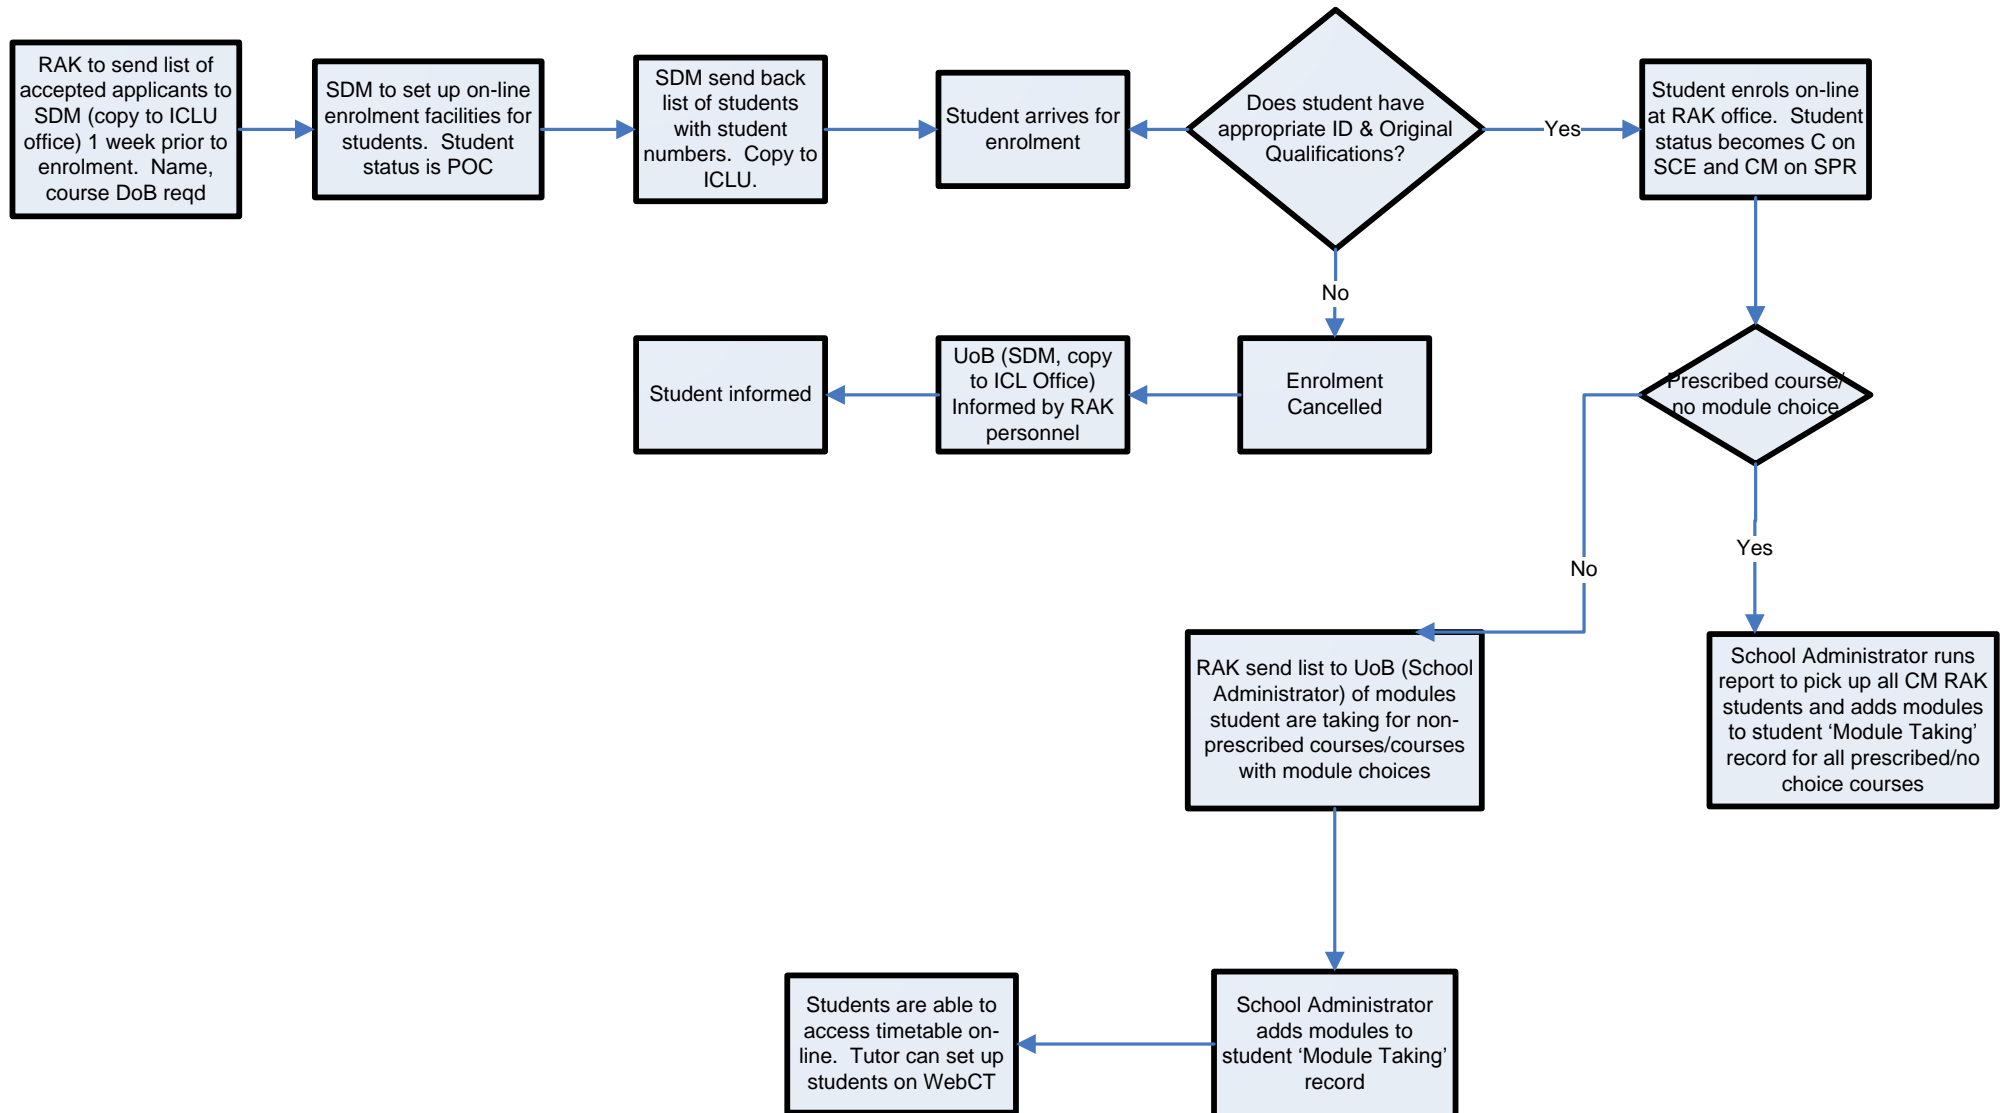 RAK to send list of
accepted applicants to
SDM (copy to ICLU
office) 1 week prior to
enrolment.  Name,
course DoB reqd
SDM to set up on-line
enrolment facilities for
students.  Student
status is POC
SDM send back
list of students
with student
numbers.  Copy to
ICLU.
Student arrives for
enrolment
Does student have
appropriate ID & Original
Qualifications?
Yes
Student enrols on-line
at RAK office.  Student
status becomes C on
SCE and CM on SPR
No
Student informed
UoB (SDM, copy
to ICL Office)
Informed by RAK
personnel
Enrolment
Cancelled
Prescribed course/
no module choice
Yes
No
RAK send list to UoB (School
Administrator) of modules
student are taking for non-
prescribed courses/courses
with module choices
School Administrator runs
report to pick up all CM RAK
students and adds modules
to student ‘Module Taking’
record for all prescribed/no
choice courses
Students are able to
access timetable on-
line.  Tutor can set up
students on WebCT
School Administrator
adds modules to
student ‘Module Taking’
record